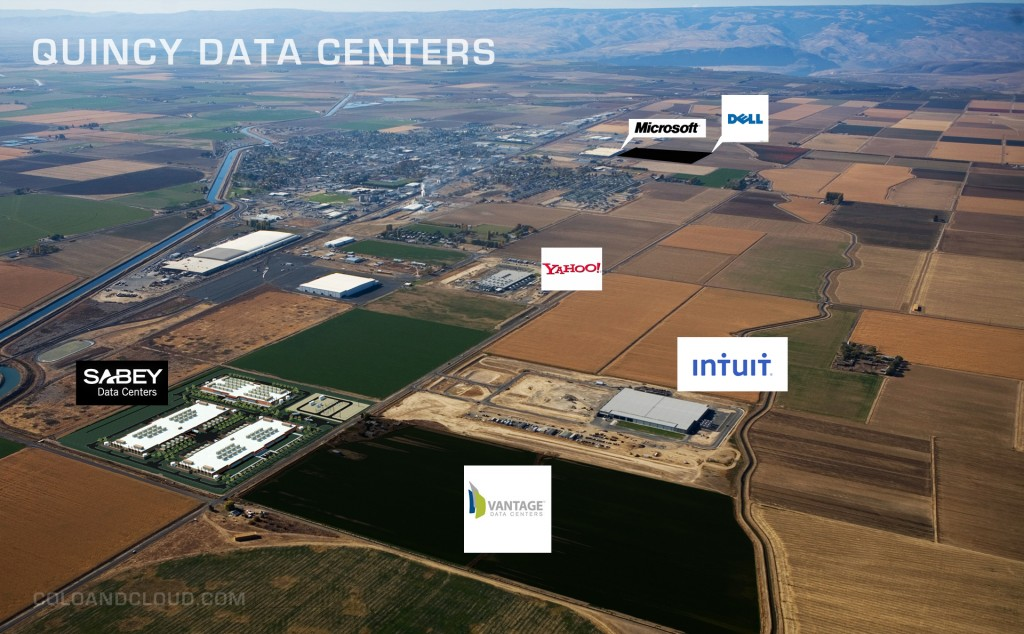 QUINCY DATA CENTERS
Microsoft
DELL
YAHOO!
INTUIT
SABEY
Data Centers
VANTAGE
DATA CENTERS
COLOANDCLOUD.COM